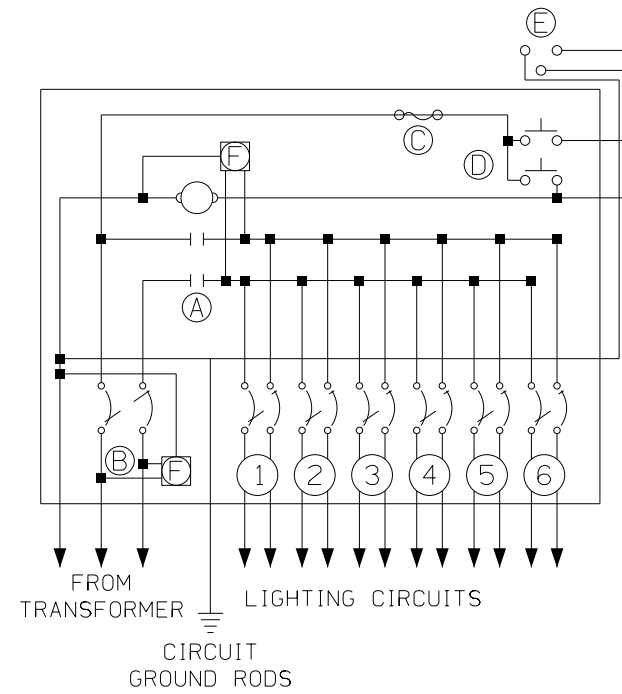 E
C
D
F
A
B
F
1 2 3 4 5 6
FROM
TRANSFORMER
LIGHTING CIRCUITS
CIRCUIT
GROUND RODS